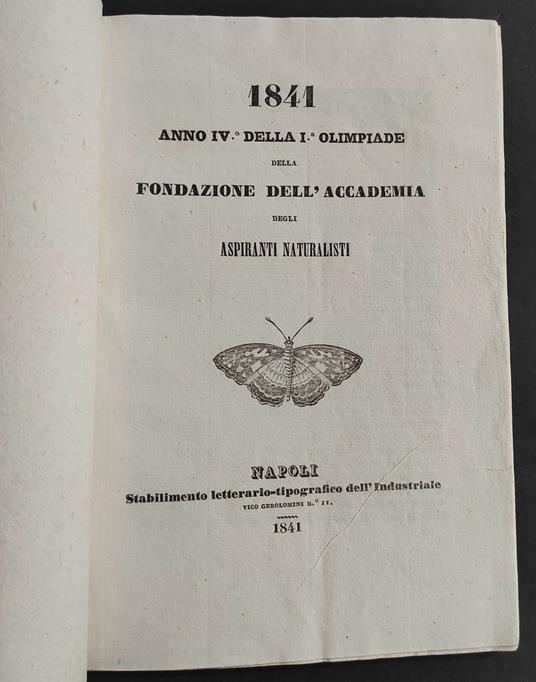 1841
ANNO IV.° DELLA I.ª OLIMPIADE
DELLA
FONDAZIONE DELL'ACCADEMIA
DEGLI
ASPIRANTI NATURALISTI
NAPOLI
Stabilimento letterario-tipografico dell'Industriale
VICO GEROLOMINI n.° 11.
1841